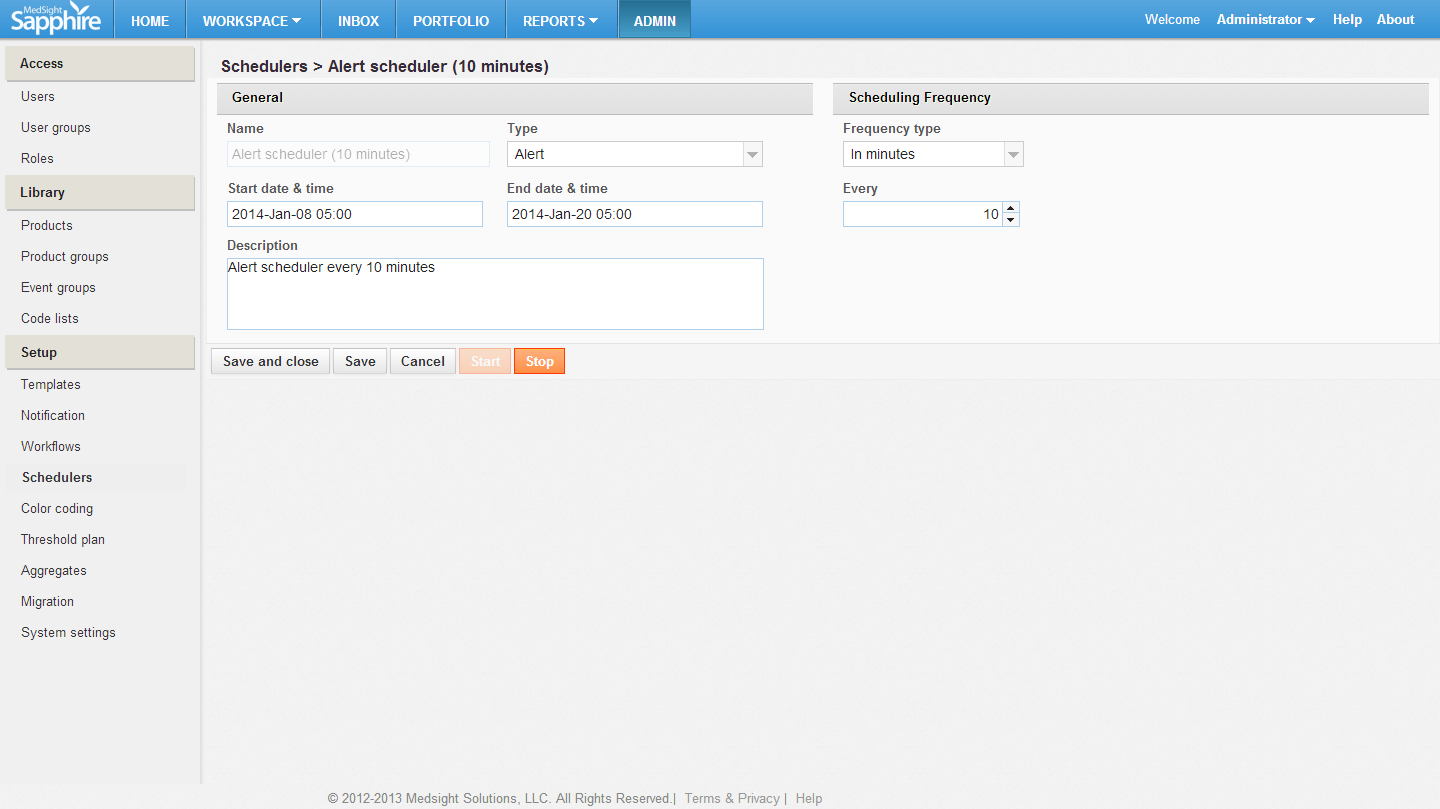 MedSight
Sapphire
HOME
WORKSPACE
INBOX
PORTFOLIO
REPORTS
ADMIN
Welcome
Administrator
Help
About
Access
Users
User groups
Roles
Library
Products
Product groups
Event groups
Code lists
Setup
Templates
Notification
Workflows
Schedulers
Color coding
Threshold plan
Aggregates
Migration
System settings
Schedulers > Alert scheduler (10 minutes)
General
Name
Type
Alert scheduler (10 minutes)
Alert
Start date & time
End date & time
2014-Jan-08 05:00
2014-Jan-20 05:00
Description
Alert scheduler every 10 minutes
Scheduling Frequency
Frequency type
In minutes
Every
10
Save and close
Save
Cancel
Start
Stop
© 2012-2013 Medsight Solutions, LLC. All Rights Reserved.| Terms & Privacy | Help